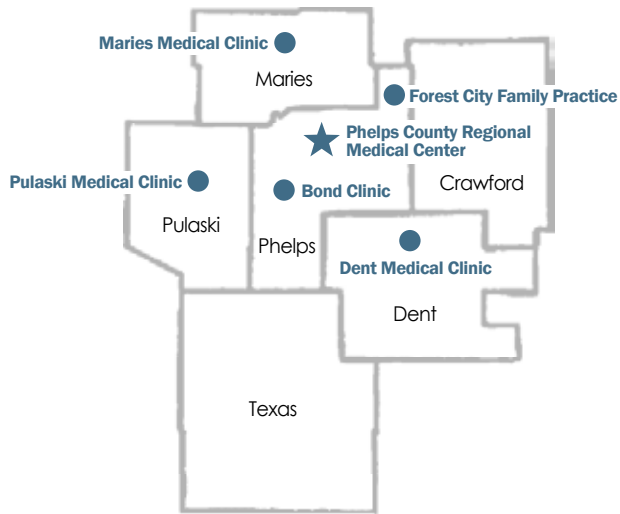 Maries Medical Clinic
Maries
Forest City Family Practice
Phelps County Regional
Medical Center
Pulaski Medical Clinic
Bond Clinic
Crawford
Pulaski
Phelps
Dent Medical Clinic
Dent
Texas